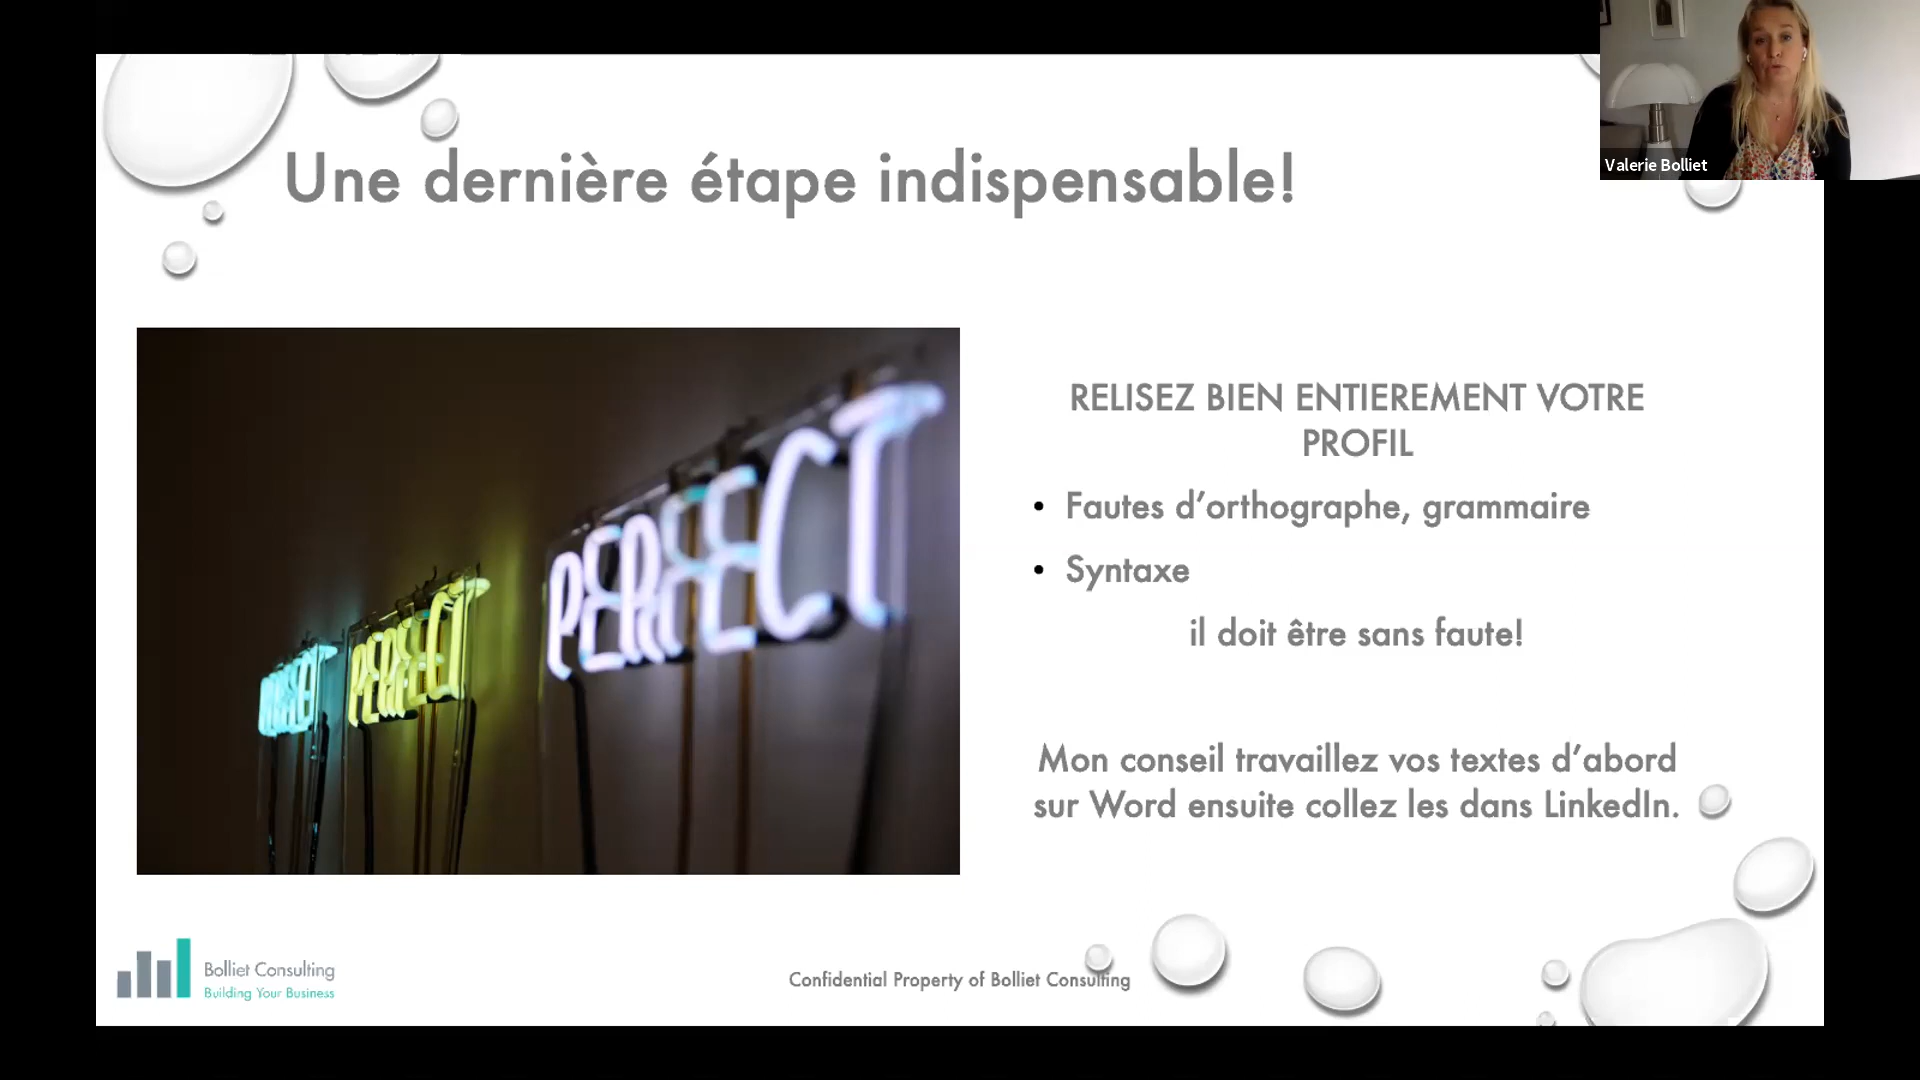 Valerie Bolliet
Une dernière étape indispensable!
PERFECT
PERFECT
RELISEZ BIEN ENTIEREMENT VOTRE
PROFIL
• Fautes d’orthographe, grammaire
• Syntaxe
il doit être sans faute!
Mon conseil travaillez vos textes d’abord
sur Word ensuite collez les dans LinkedIn.
Bolliet Consulting
Building Your Business
Confidential Property of Bolliet Consulting